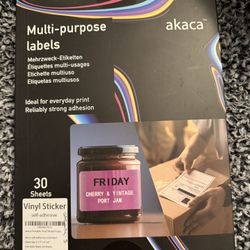 Multi-purpose
labels
akaca
Mehrzweck-Etiketten
Étiquettes multi-usages
Etichette multiuso
Etiquetas multiusos
Ideal for everyday print
Reliably strong adhesion
30
Sheets
Vinyl Sticker
self-adhesive
FRIDAY
CHERRY & VINTAGE
PORT JAM